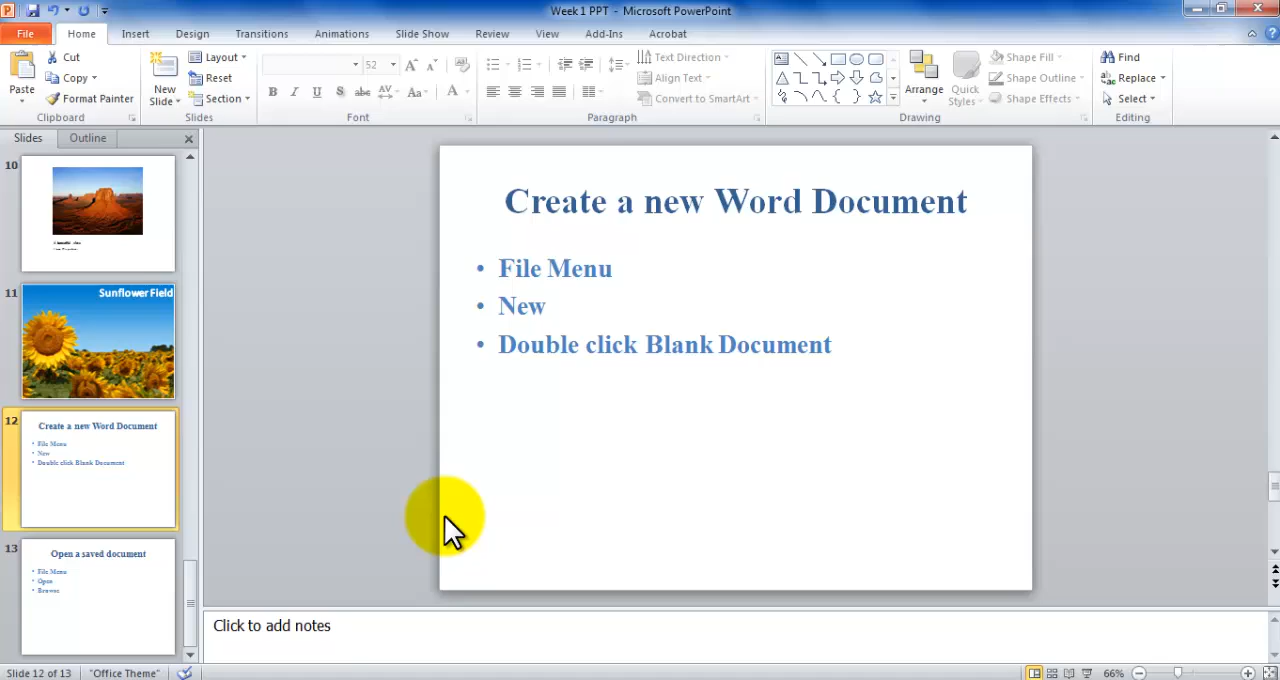 Week 1 PPT - Microsoft PowerPoint
File Home Insert Design Transitions Animations Slide Show Review View Add-Ins Acrobat
Paste
Cut
Copy
Format Painter
Clipboard
New Slide
Layout
Reset
Section
Slides
52
Font
Text Direction
Align Text
Convert to SmartArt
Paragraph
Arrange
Quick Styles
Shape Fill
Shape Outline
Shape Effects
Drawing
Find
Replace
Select
Editing
Slides Outline
10
11
Sunflower Field
12
Create a new Word Document
• File Menu
• New
• Double click Blank Document
13
Open a saved document
• File Menu
• Open
• Browse
Create a new Word Document
• File Menu
• New
• Double click Blank Document
Click to add notes
Slide 12 of 13 "Office Theme" 66%